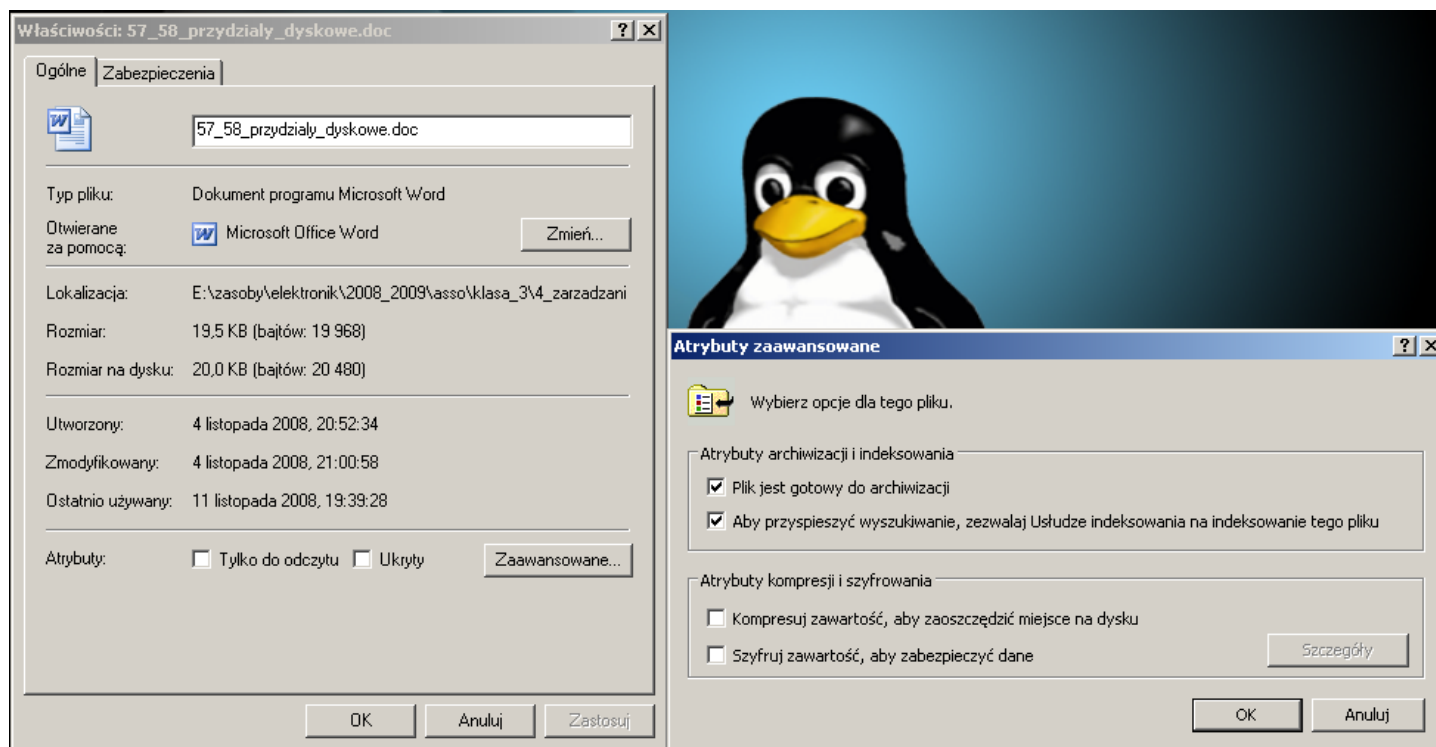 Właściwości: 57_58_przydzialy_dyskowe.doc
Ogólne Zabezpieczenia
57_58_przydzialy_dyskowe.doc
Typ pliku: Dokument programu Microsoft Word
Otwierane
za pomocą:
Microsoft Office Word Zmień...
Lokalizacja: E:\zasoby\elektronik\2008_2009\asso\klasa_3\4_zarzadzani
Rozmiar: 19,5 KB (bajtów: 19 968)
Rozmiar na dysku: 20,0 KB (bajtów: 20 480)
Utworzony: 4 listopada 2008, 20:52:34
Zmodyfikowany: 4 listopada 2008, 21:00:58
Ostatnio używany: 11 listopada 2008, 19:39:28
Atrybuty: Tylko do odczytu Ukryty Zaawansowane...
OK Anuluj Zastosuj
Atrybuty zaawansowane
Wybierz opcje dla tego pliku.
Atrybuty archiwizacji i indeksowania
Plik jest gotowy do archiwizacji
Aby przyspieszyć wyszukiwanie, zezwalaj Usłudze indeksowania na indeksowanie tego pliku
Atrybuty kompresji i szyfrowania
Kompresuj zawartość, aby zaoszczędzić miejsce na dysku
Szyfruj zawartość, aby zabezpieczyć dane
Szczegóły
OK Anuluj